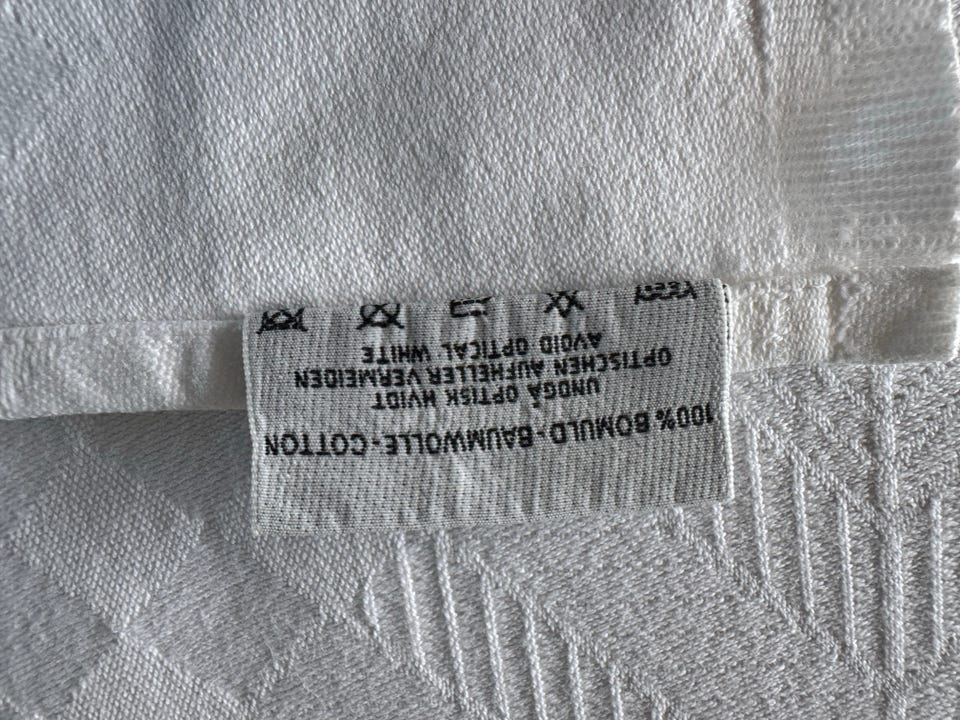 100% BOMULD - BAUMWOLLE - COTTON
UNDGÅ OPTISK HVIDT
OPTISCHEN AUFHELLER VERMEIDEN
AVOID OPTICAL WHITE